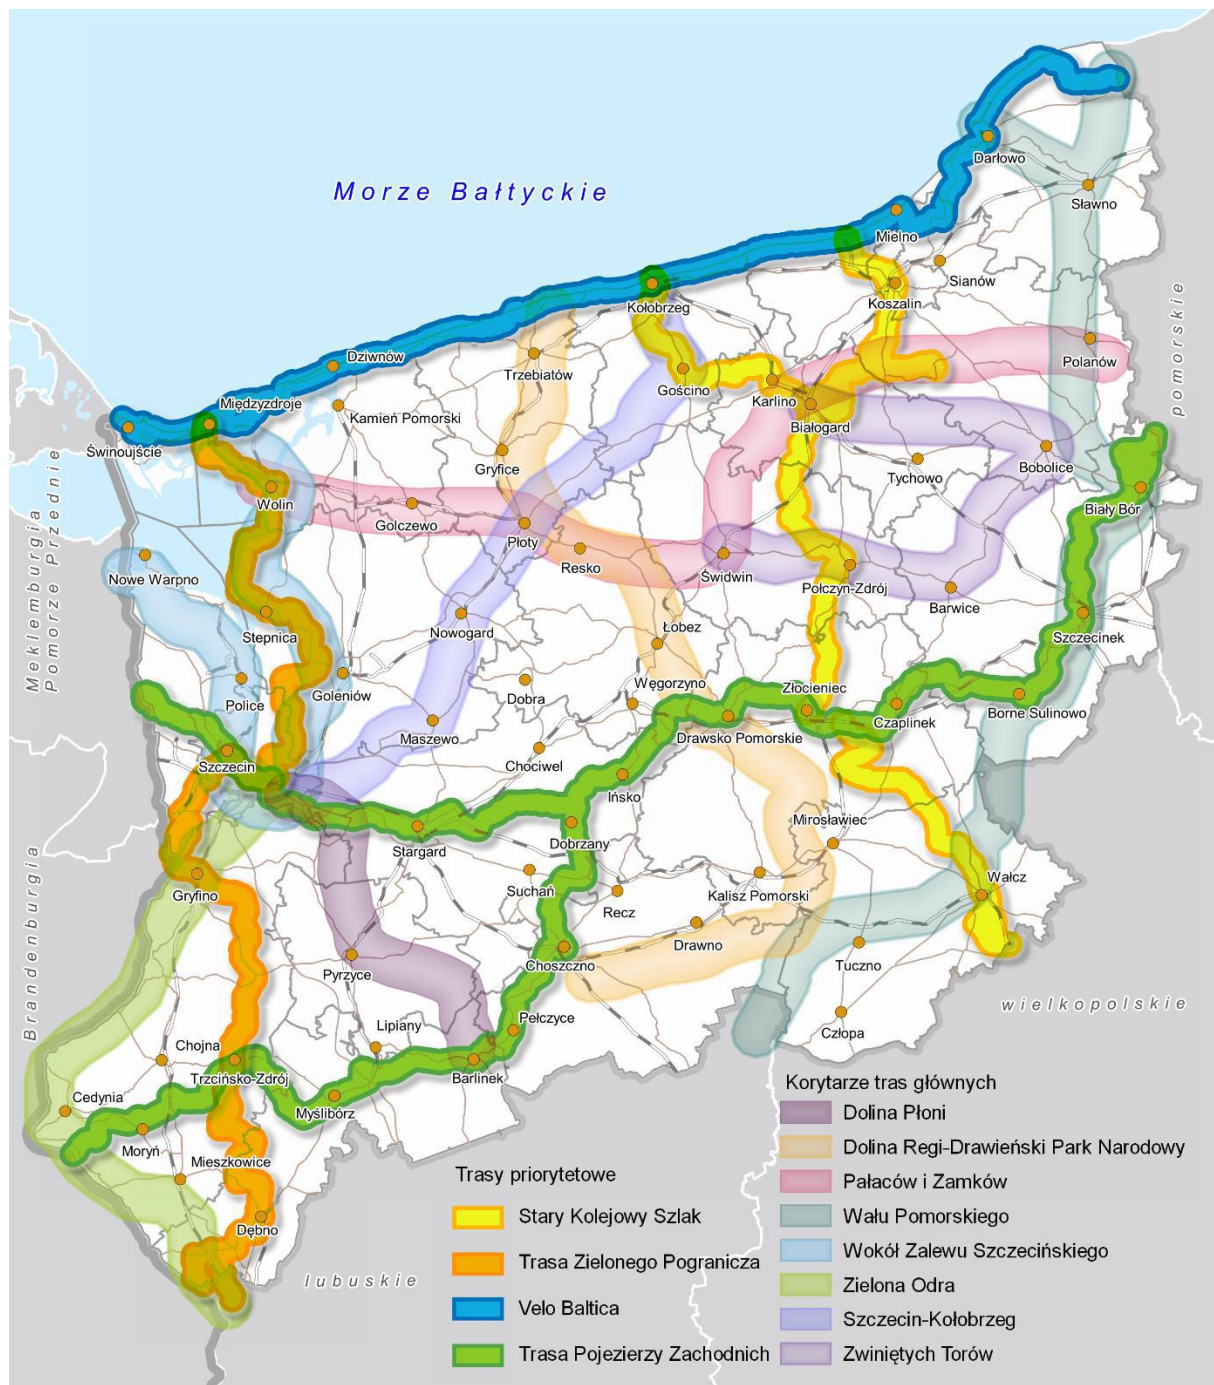 Morze Bałtyckie
Darłowo
Sławno
Mielno
Sianów
Koszalin
Kołobrzeg
Polanów
pomorskie
Dziwnów
Trzebiatów
Gościno
Karlino
Międzyzdroje
Kamień Pomorski
Białogard
Świnoujście
Gryfice
Tychowo
Bobolice
Wolin
Golczewo
Biały Bór
Płoty
Resko
Świdwin
Nowe Warpno
Połczyn-Zdrój
Barwice
Meklemburgia
Pomorze Przednie
Stepnica
Nowogard
Łobez
Szczecinek
Goleniów
Dobra
Węgorzyno
Złocieniec
Police
Czaplinek
Borne Sulinowo
Maszewo
Drawsko Pomorskie
Szczecin
Chociwel
Ińsko
Mirosławiec
Dobrzany
Stargard
Suchań
Wałcz
Gryfino
Kalisz Pomorski
Recz
Brandenburgia
Drawno
Pyrzyce
Choszczno
Tuczno
wielkopolskie
Człopa
Pełczyce
Lipiany
Chojna
Trzcińsko-Zdrój
Barlinek
Cedynia
Myślibórz
Moryń
Mieszkowice
Dębno
lubuskie
Trasy priorytetowe
Stary Kolejowy Szlak
Trasa Zielonego Pogranicza
Velo Baltica
Trasa Pojezierzy Zachodnich
Korytarze tras głównych
Dolina Płoni
Dolina Regi-Drawieński Park Narodowy
Pałaców i Zamków
Wału Pomorskiego
Wokół Zalewu Szczecińskiego
Zielona Odra
Szczecin-Kołobrzeg
Zwiniętych Torów